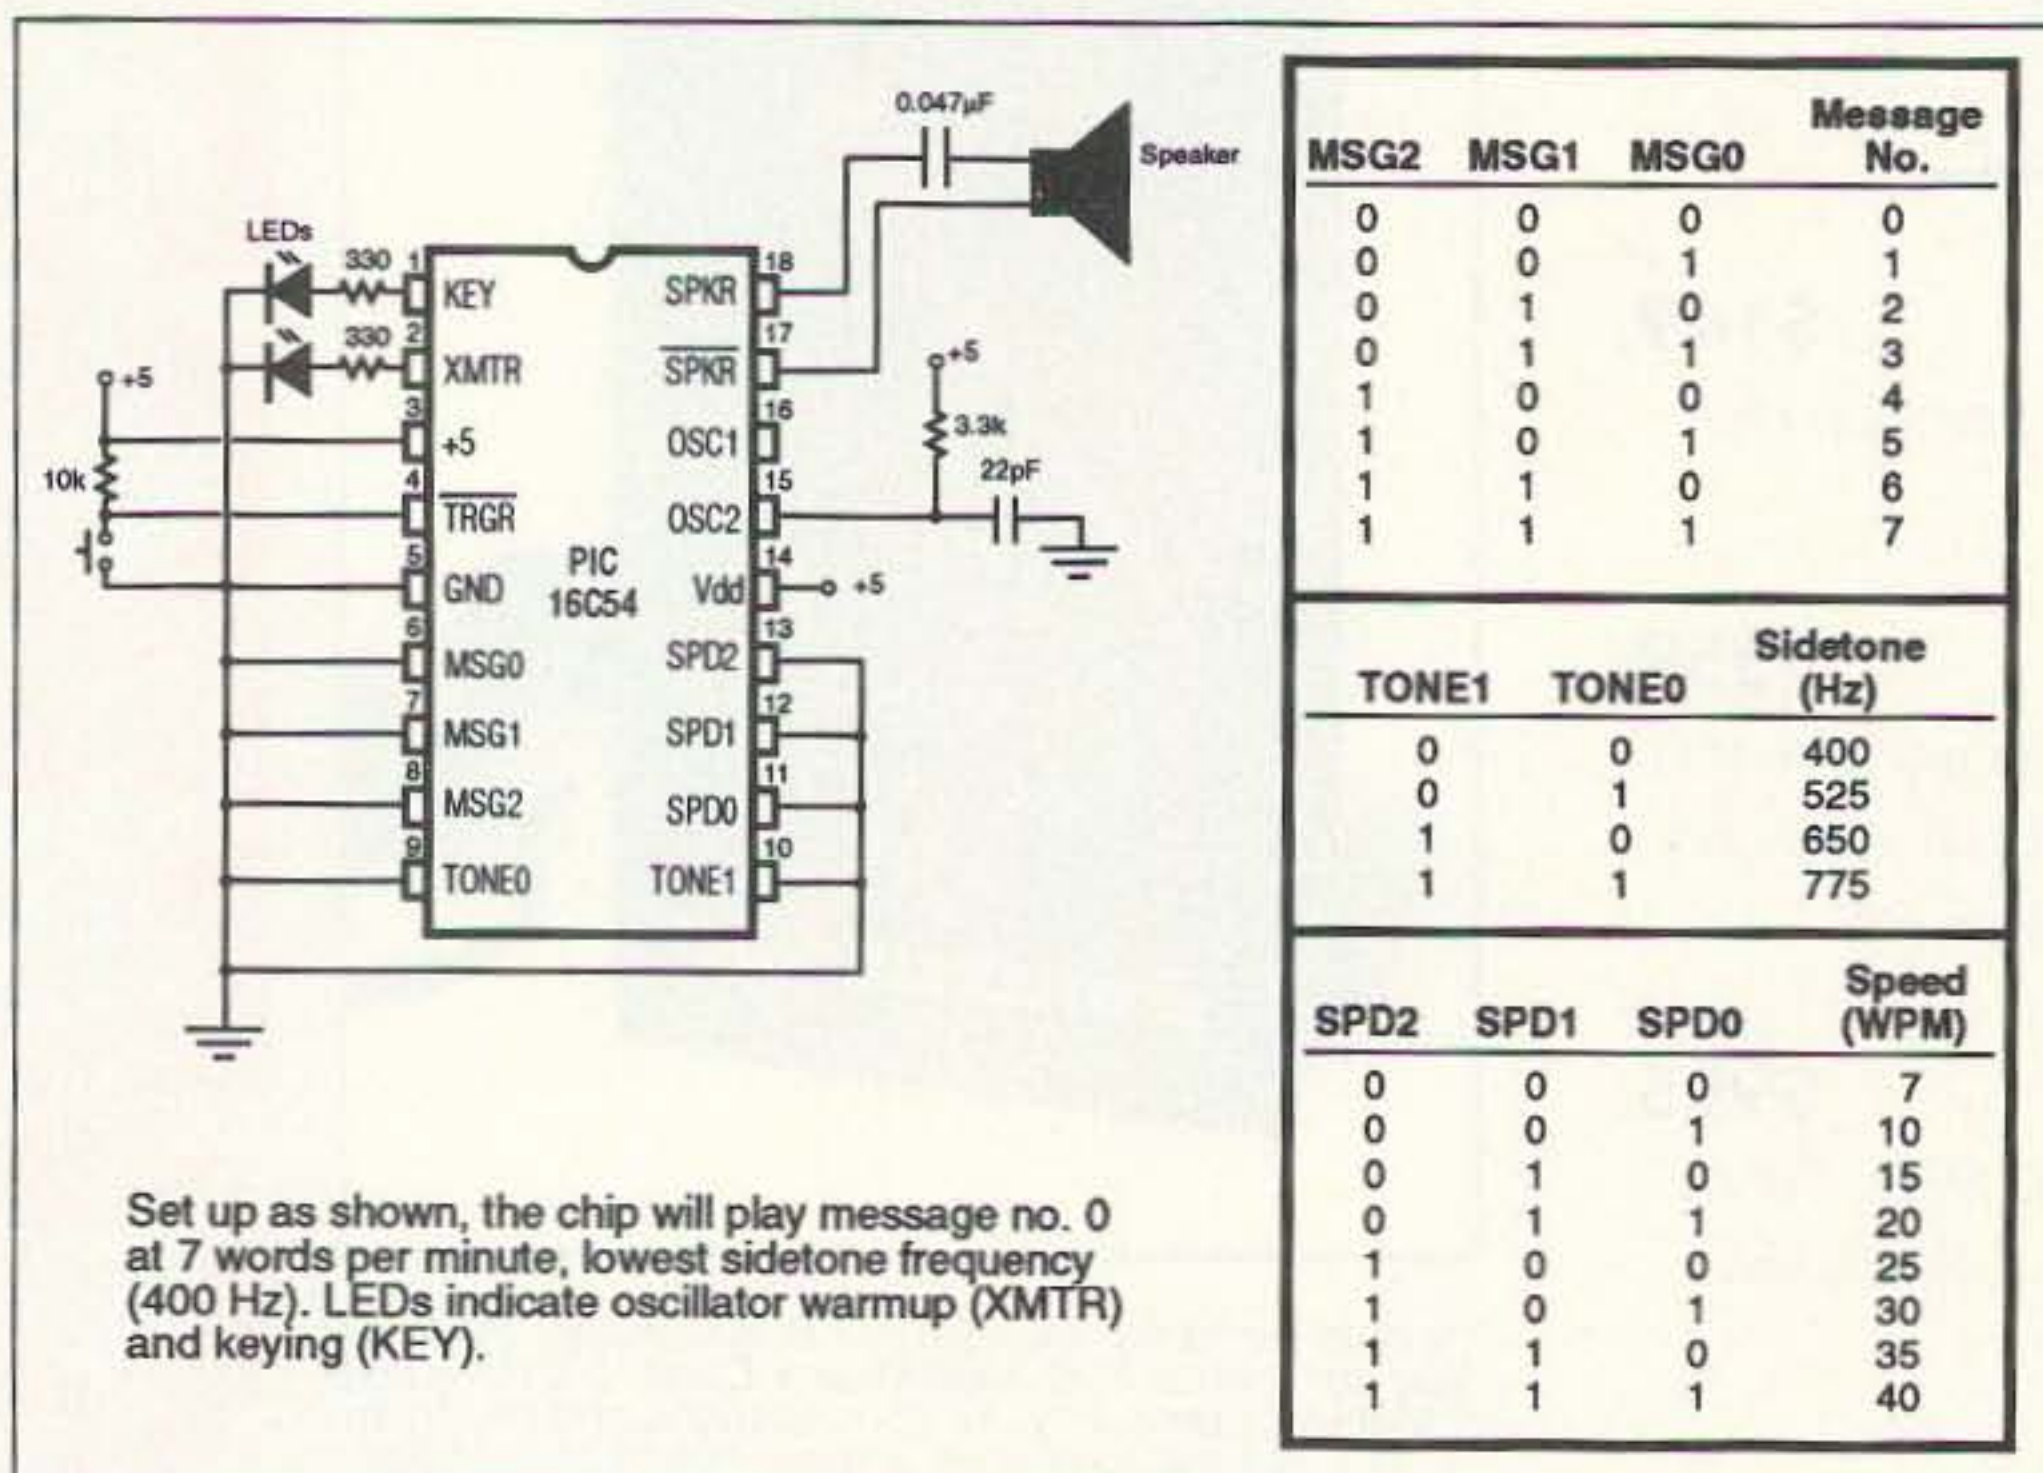 0.047µF
Speaker
LEDs
330
330
+5
10k
+5
3.3k
22pF
+5
1 KEY
2 XMTR
3 +5
4 TRGR
5 GND
6 MSG0
7 MSG1
8 MSG2
9 TONE0
PIC
16C54
SPKR 18
SPKR 17
OSC1 16
OSC2 15
Vdd 14
SPD2 13
SPD1 12
SPD0 11
TONE1 10
Set up as shown, the chip will play message no. 0
at 7 words per minute, lowest sidetone frequency
(400 Hz). LEDs indicate oscillator warmup (XMTR)
and keying (KEY).
Message
MSG2 MSG1 MSG0 No.
0 0 0 0
0 0 1 1
0 1 0 2
0 1 1 3
1 0 0 4
1 0 1 5
1 1 0 6
1 1 1 7
Sidetone
TONE1 TONE0 (Hz)
0 0 400
0 1 525
1 0 650
1 1 775
Speed
SPD2 SPD1 SPD0 (WPM)
0 0 0 7
0 0 1 10
0 1 0 15
0 1 1 20
1 0 0 25
1 0 1 30
1 1 0 35
1 1 1 40